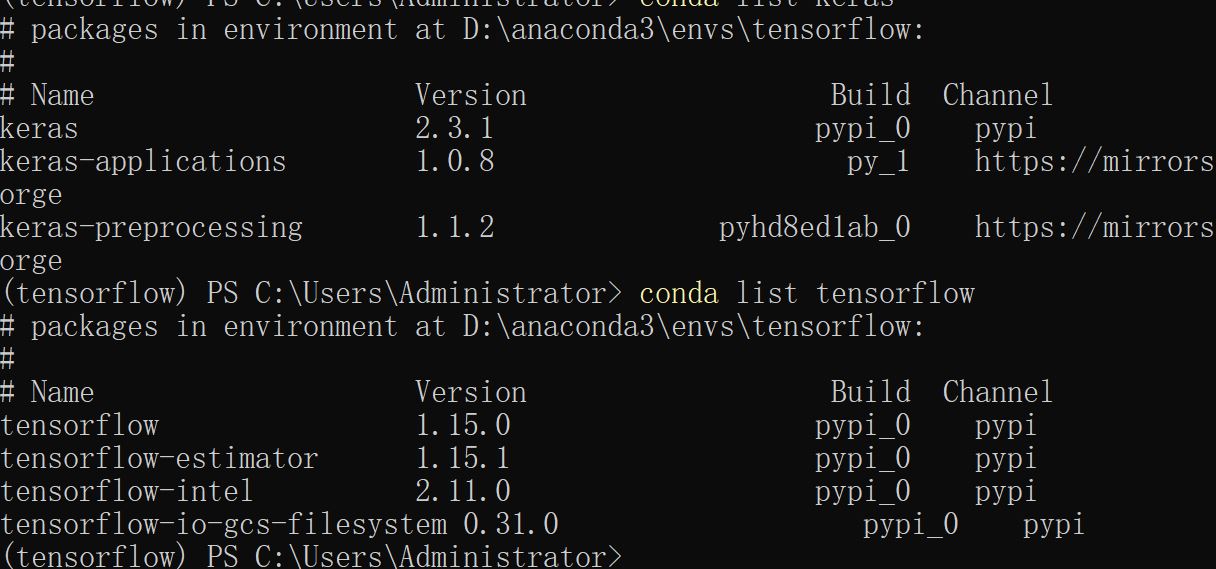 (tensorflow) PS C:\Users\Administrator> conda list keras
# packages in environment at D:\anaconda3\envs\tensorflow:
#
# Name Version Build Channel
keras 2.3.1 pypi_0 pypi
keras-applications 1.0.8 py_1 https://mirrors
orge
keras-preprocessing 1.1.2 pyhd8ed1ab_0 https://mirrors
orge
(tensorflow) PS C:\Users\Administrator> conda list tensorflow
# packages in environment at D:\anaconda3\envs\tensorflow:
#
# Name Version Build Channel
tensorflow 1.15.0 pypi_0 pypi
tensorflow-estimator 1.15.1 pypi_0 pypi
tensorflow-intel 2.11.0 pypi_0 pypi
tensorflow-io-gcs-filesystem 0.31.0 pypi_0 pypi
(tensorflow) PS C:\Users\Administrator>